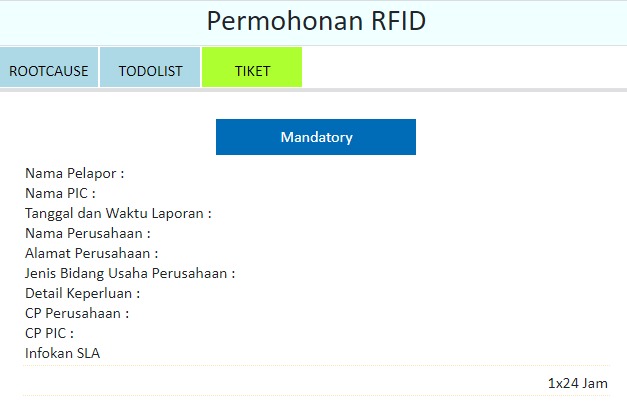 Permohonan RFID
ROOTCAUSE TODOLIST TIKET
Mandatory
Nama Pelapor :
Nama PIC :
Tanggal dan Waktu Laporan :
Nama Perusahaan :
Alamat Perusahaan :
Jenis Bidang Usaha Perusahaan :
Detail Keperluan :
CP Perusahaan :
CP PIC :
Infokan SLA
1x24 Jam